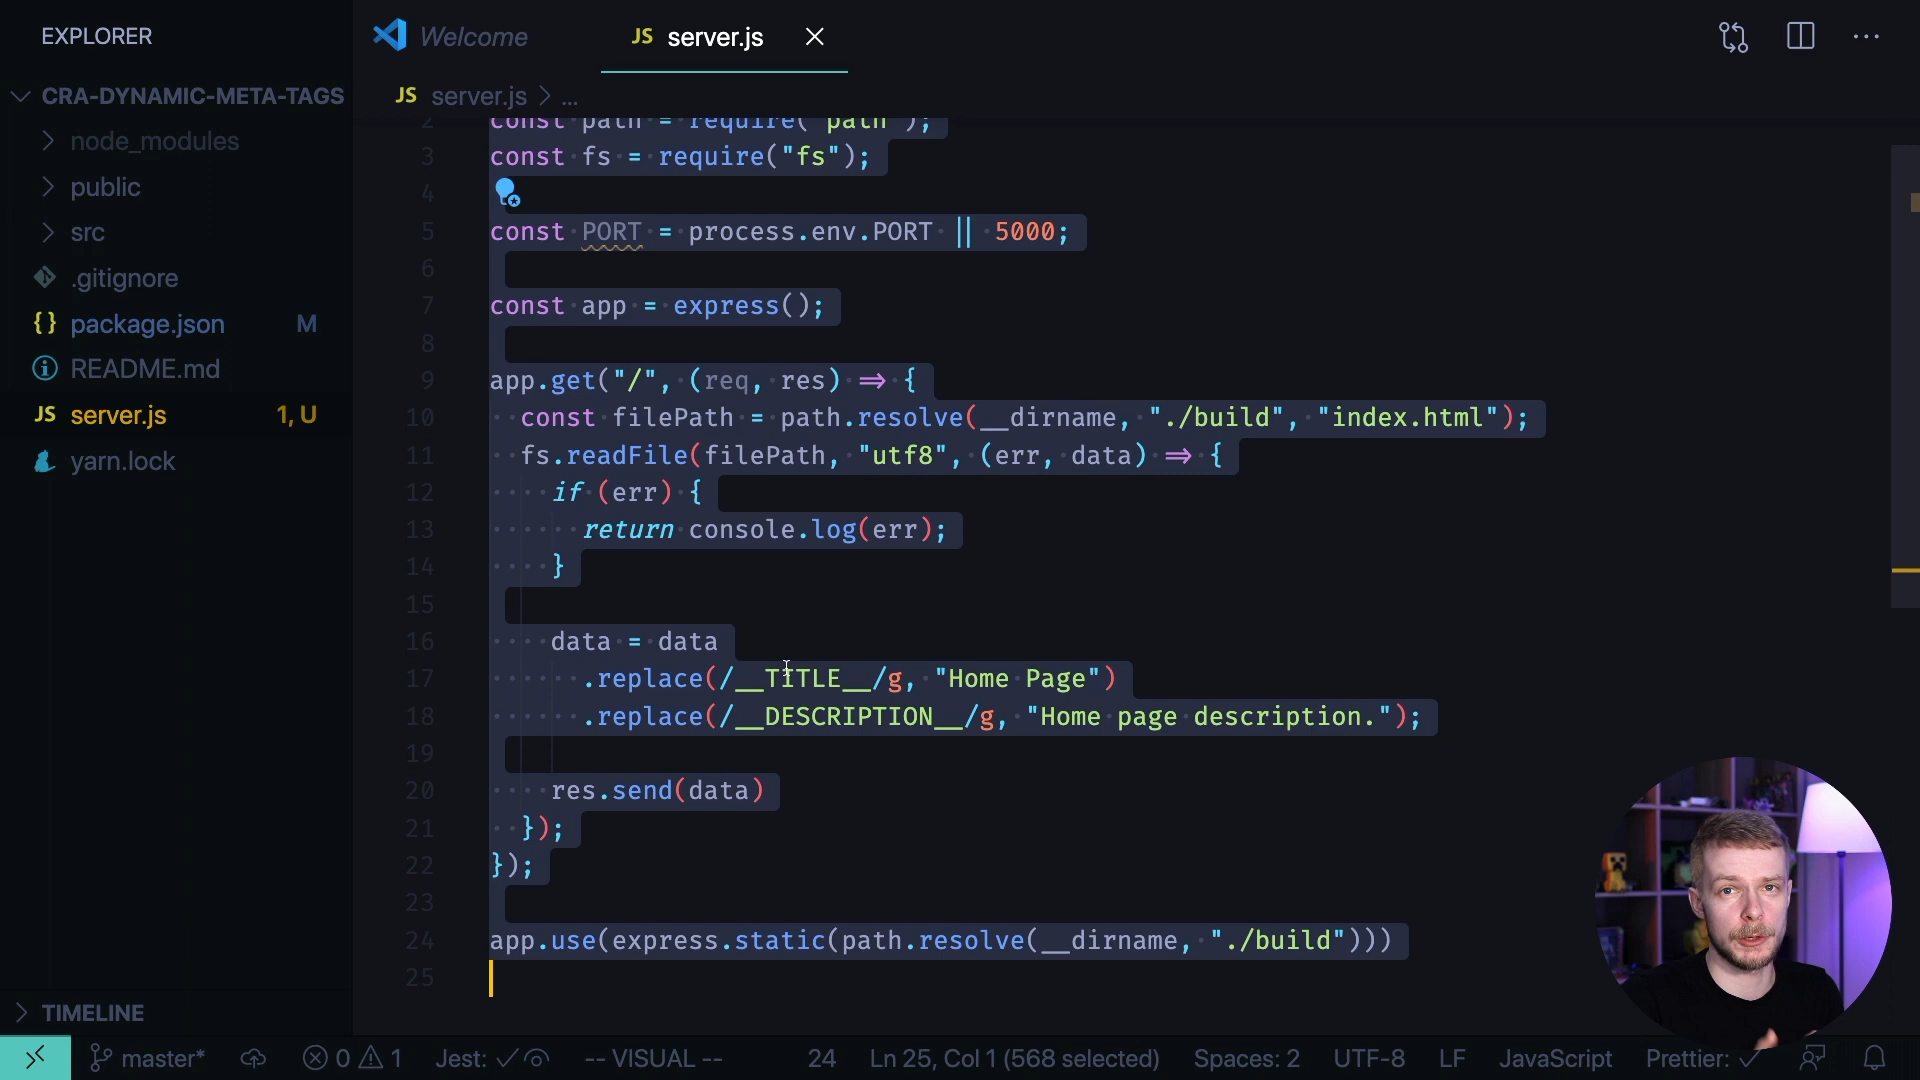 EXPLORER
Welcome
JS server.js
CRA-DYNAMIC-META-TAGS
JS server.js > ...
node_modules
public
src
.gitignore
{} package.json M
README.md
JS server.js 1, U
yarn.lock
2 const path = require("path");
3 const fs = require("fs");
4
5 const PORT = process.env.PORT || 5000;
6
7 const app = express();
8
9 app.get("/", (req, res) => {
10 const filePath = path.resolve(__dirname, "./build", "index.html");
11 fs.readFile(filePath, "utf8", (err, data) => {
12 if (err) {
13 return console.log(err);
14 }
15
16 data = data
17 .replace(/__TITLE__/g, "Home Page")
18 .replace(/__DESCRIPTION__/g, "Home page description.");
19
20 res.send(data)
21 });
22 });
23
24 app.use(express.static(path.resolve(__dirname, "./build")))
25
TIMELINE
master* 0 1 Jest: -- VISUAL -- 24 Ln 25, Col 1 (568 selected) Spaces: 2 UTF-8 LF JavaScript Prettier: